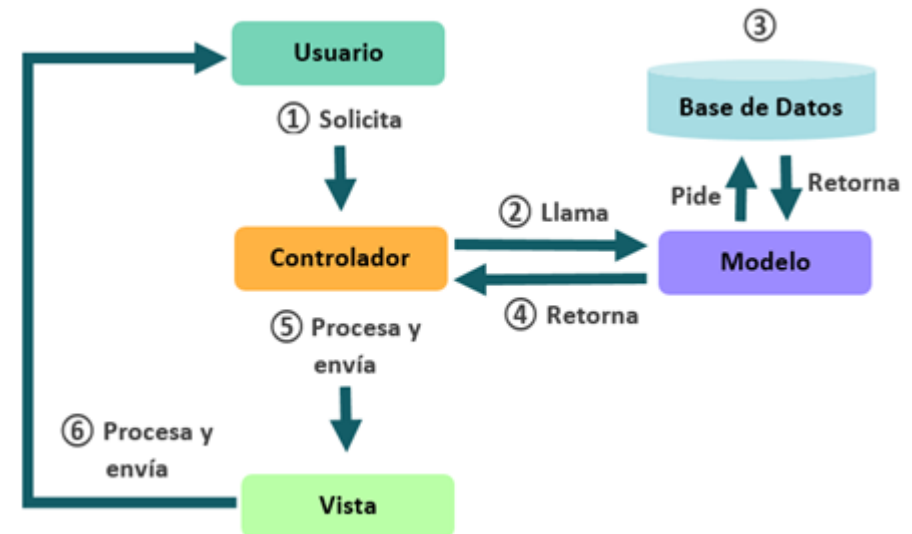 ③
Usuario
Base de Datos
① Solicita
Pide
Retorna
② Llama
Controlador
Modelo
④ Retorna
⑤ Procesa y
envía
⑥ Procesa y
envía
Vista